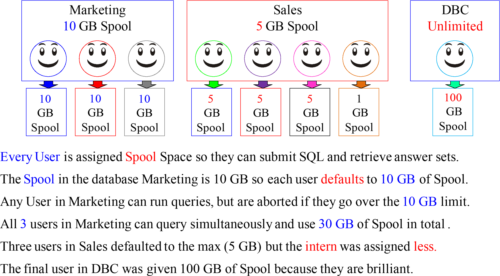 Marketing
10 GB Spool
Sales
5 GB Spool
DBC
Unlimited
10
GB
Spool
10
GB
Spool
10
GB
Spool
5
GB
Spool
5
GB
Spool
5
GB
Spool
1
GB
Spool
100
GB
Spool
Every User is assigned Spool Space so they can submit SQL and retrieve answer sets.
The Spool in the database Marketing is 10 GB so each user defaults to 10 GB of Spool.
Any User in Marketing can run queries, but are aborted if they go over the 10 GB limit.
All 3 users in Marketing can query simultaneously and use 30 GB of Spool in total .
Three users in Sales defaulted to the max (5 GB) but the intern was assigned less.
The final user in DBC was given 100 GB of Spool because they are brilliant.